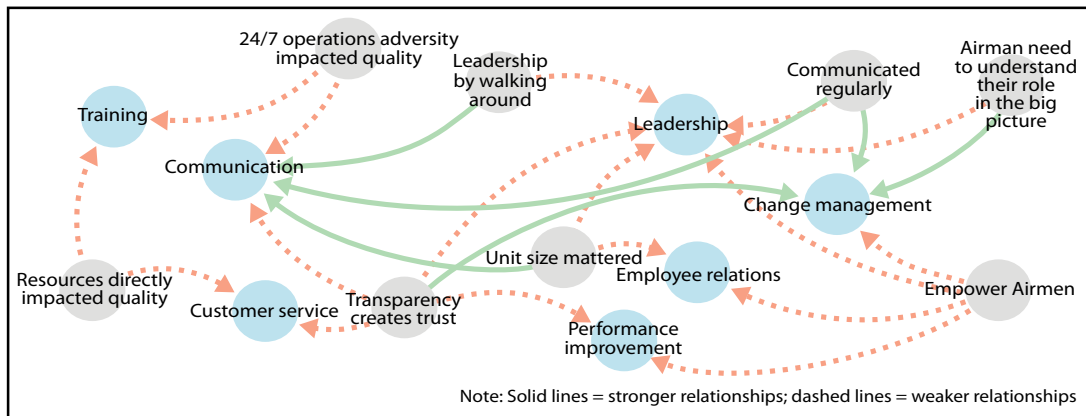 24/7 operations adversity
impacted quality
Leadership
by walking
around
Communicated
regularly
Airman need
to understand
their role
in the big
picture
Training
Leadership
Communication
Change management
Unit size mattered
Resources directly
impacted quality
Employee relations
Empower Airmen
Customer service
Transparency
creates trust
Performance
improvement
Note: Solid lines = stronger relationships; dashed lines = weaker relationships